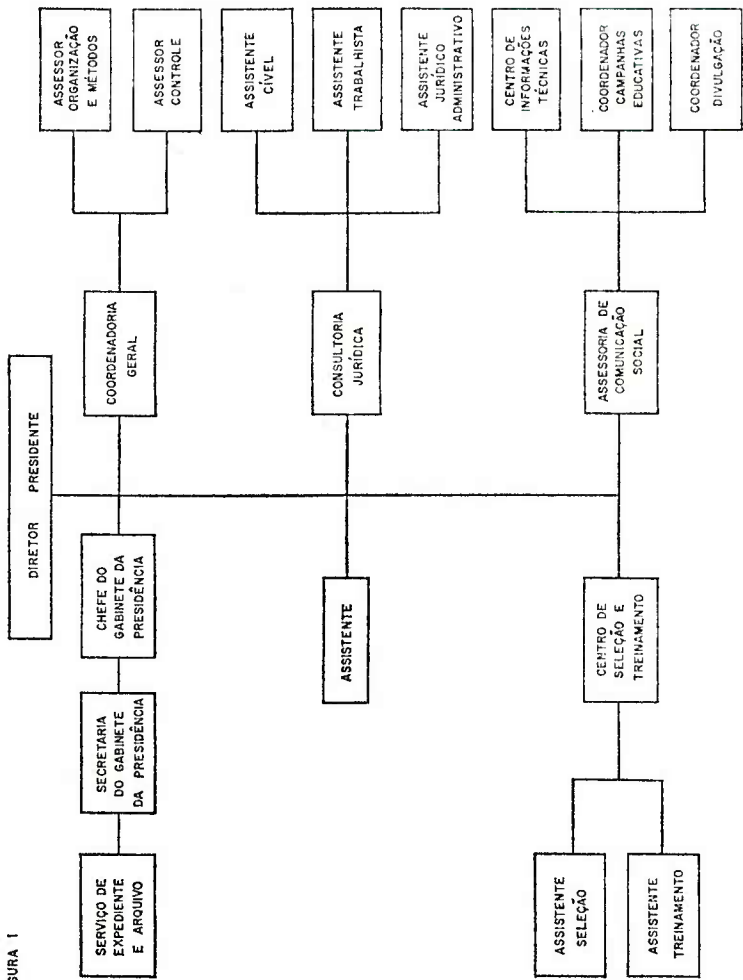 GURA 1
DIRETOR PRESIDENTE
SERVIÇO DE
EXPEDIENTE
E ARQUIVO
SECRETARIA
DO GABINETE
DA PRESIDÊNCIA
CHEFE DO
GABINETE DA
PRESIDÊNCIA
COORDENADORIA
GERAL
ASSESSOR
ORGANIZAÇÃO
E MÉTODOS
ASSESSOR
CONTROLE
ASSISTENTE
CONSULTORIA
JURÍDICA
ASSISTENTE
CÍVEL
ASSISTENTE
TRABALHISTA
ASSISTENTE
JURÍDICO
ADMINISTRATIVO
ASSISTENTE
SELEÇÃO
ASSISTENTE
TREINAMENTO
CENTRO DE
SELEÇÃO E
TREINAMENTO
ASSESSORIA DE
COMUNICAÇÃO
SOCIAL
CENTRO DE
INFORMAÇÕES
TÉCNICAS
COORDENADOR
CAMPANHAS
EDUCATIVAS
COORDENADOR
DIVULGAÇÃO